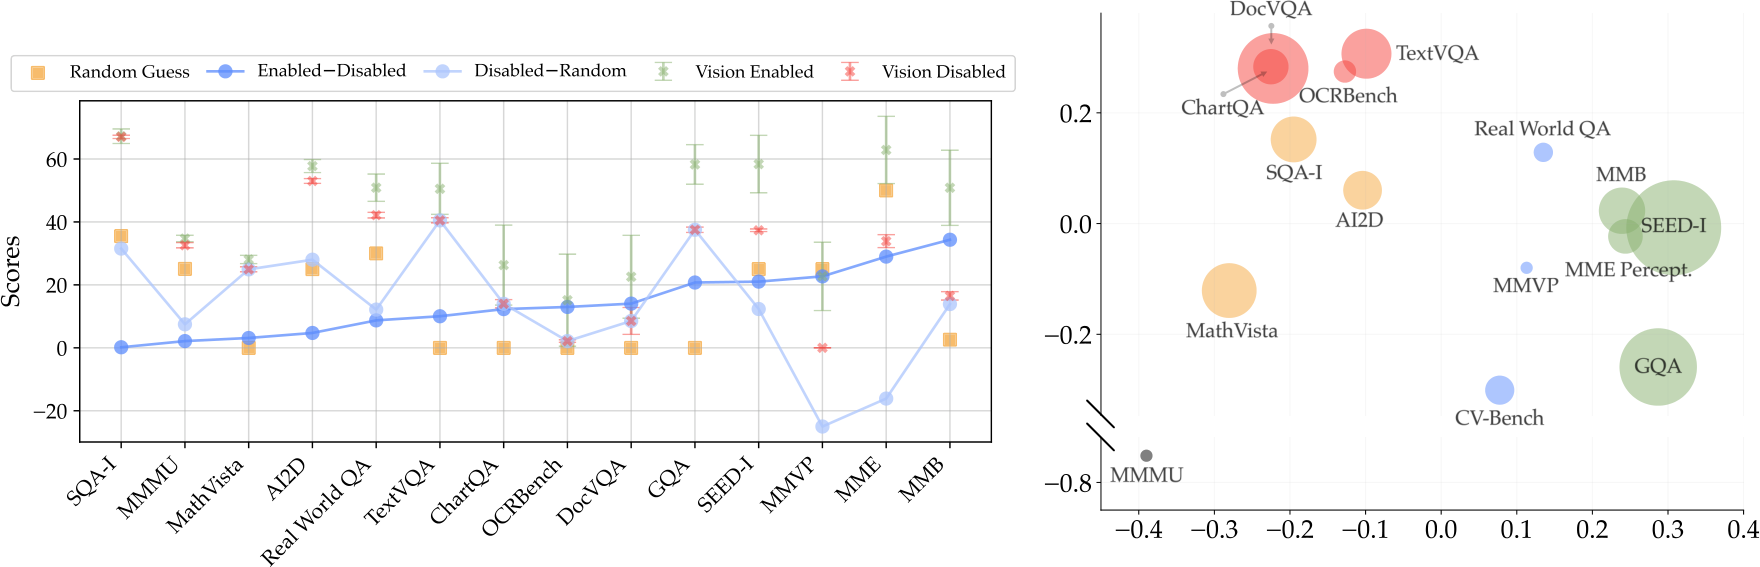 Random Guess
Enabled−Disabled
Disabled−Random
Vision Enabled
Vision Disabled
Scores
60
40
20
0
−20
SQA-I
MMMU
MathVista
AI2D
Real World QA
TextVQA
ChartQA
OCRBench
DocVQA
GQA
SEED-I
MMVP
MME
MMB
DocVQA
TextVQA
OCRBench
ChartQA
Real World QA
SQA-I
MMB
AI2D
SEED-I
MME Percept.
MMVP
MathVista
GQA
CV-Bench
MMMU
0.2
0.0
−0.2
−0.8
−0.4
−0.3
−0.2
−0.1
0.0
0.1
0.2
0.3
0.4